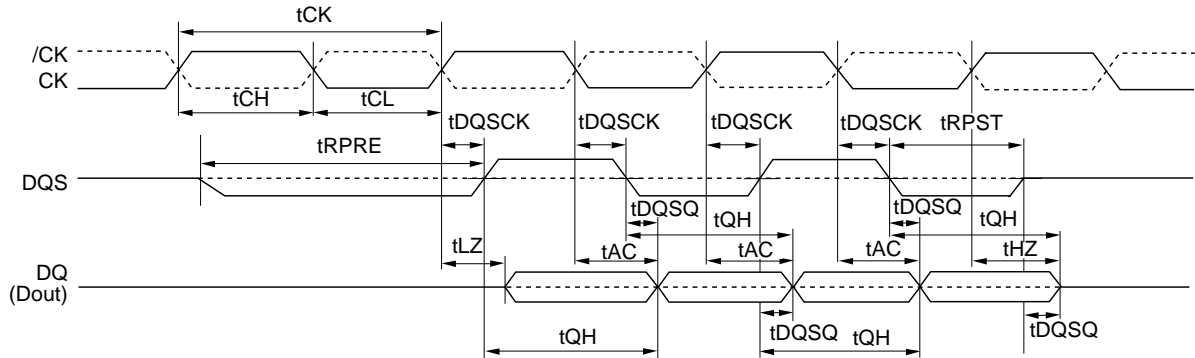 tCK
/CK
CK
tCH tCL
tDQSCK tDQSCK tDQSCK tDQSCK tRPST
tRPRE
DQS
tDQSQ tQH tDQSQ tQH
tLZ tAC tAC tAC tHZ
DQ
(Dout)
tDQSQ tDQSQ
tQH tQH